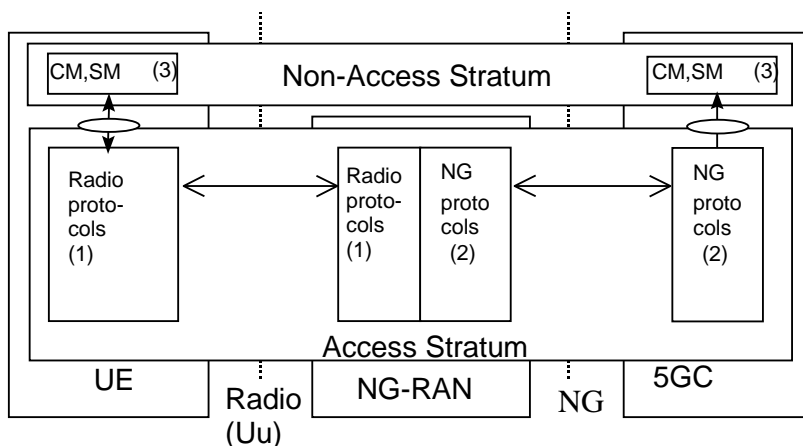 CM,SM (3)
Non-Access Stratum
CM,SM (3)
Radio
proto-
cols
(1)
Radio
proto-
cols
(1)
NG
proto
cols
(2)
NG
proto
cols
(2)
Access Stratum
UE
Radio
(Uu)
NG-RAN
NG
5GC